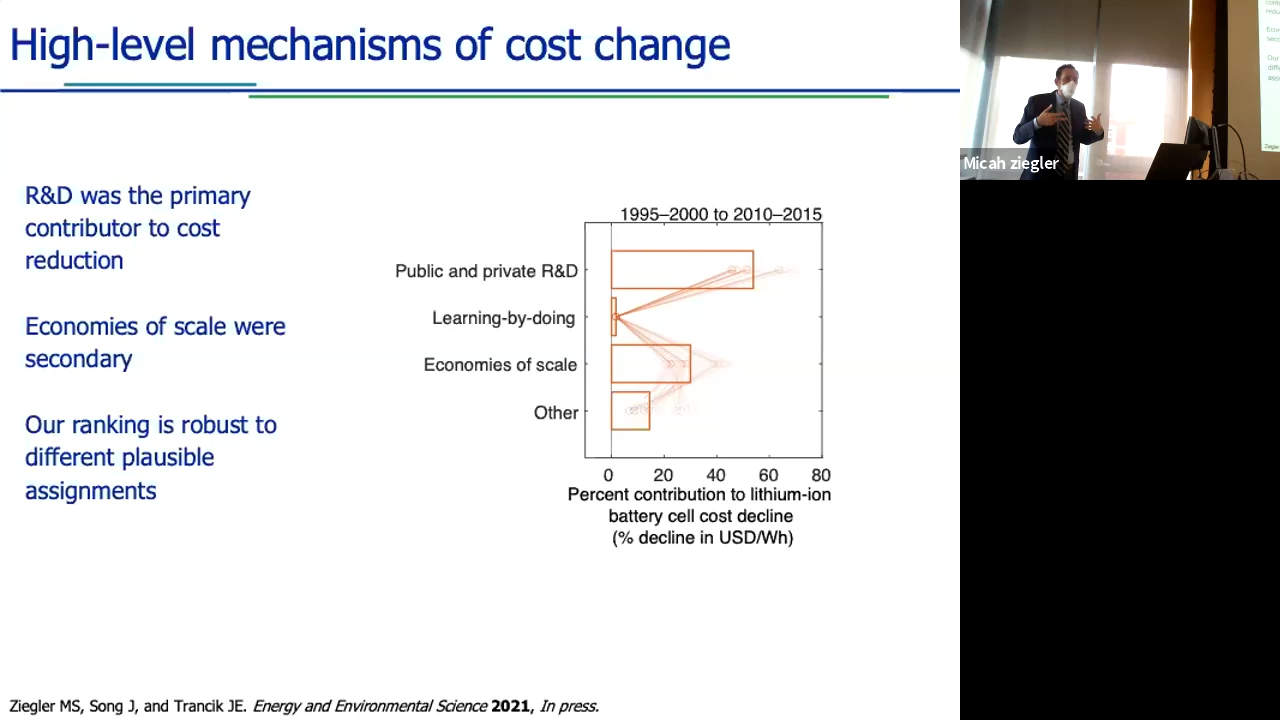 High-level mechanisms of cost change
R&D was the primary
contributor to cost
reduction
Economies of scale were
secondary
Our ranking is robust to
different plausible
assignments
1995–2000 to 2010–2015
Public and private R&D
Learning-by-doing
Economies of scale
Other
0 20 40 60 80
Percent contribution to lithium-ion
battery cell cost decline
(% decline in USD/Wh)
Ziegler MS, Song J, and Trancik JE. Energy and Environmental Science 2021, In press.
Micah ziegler